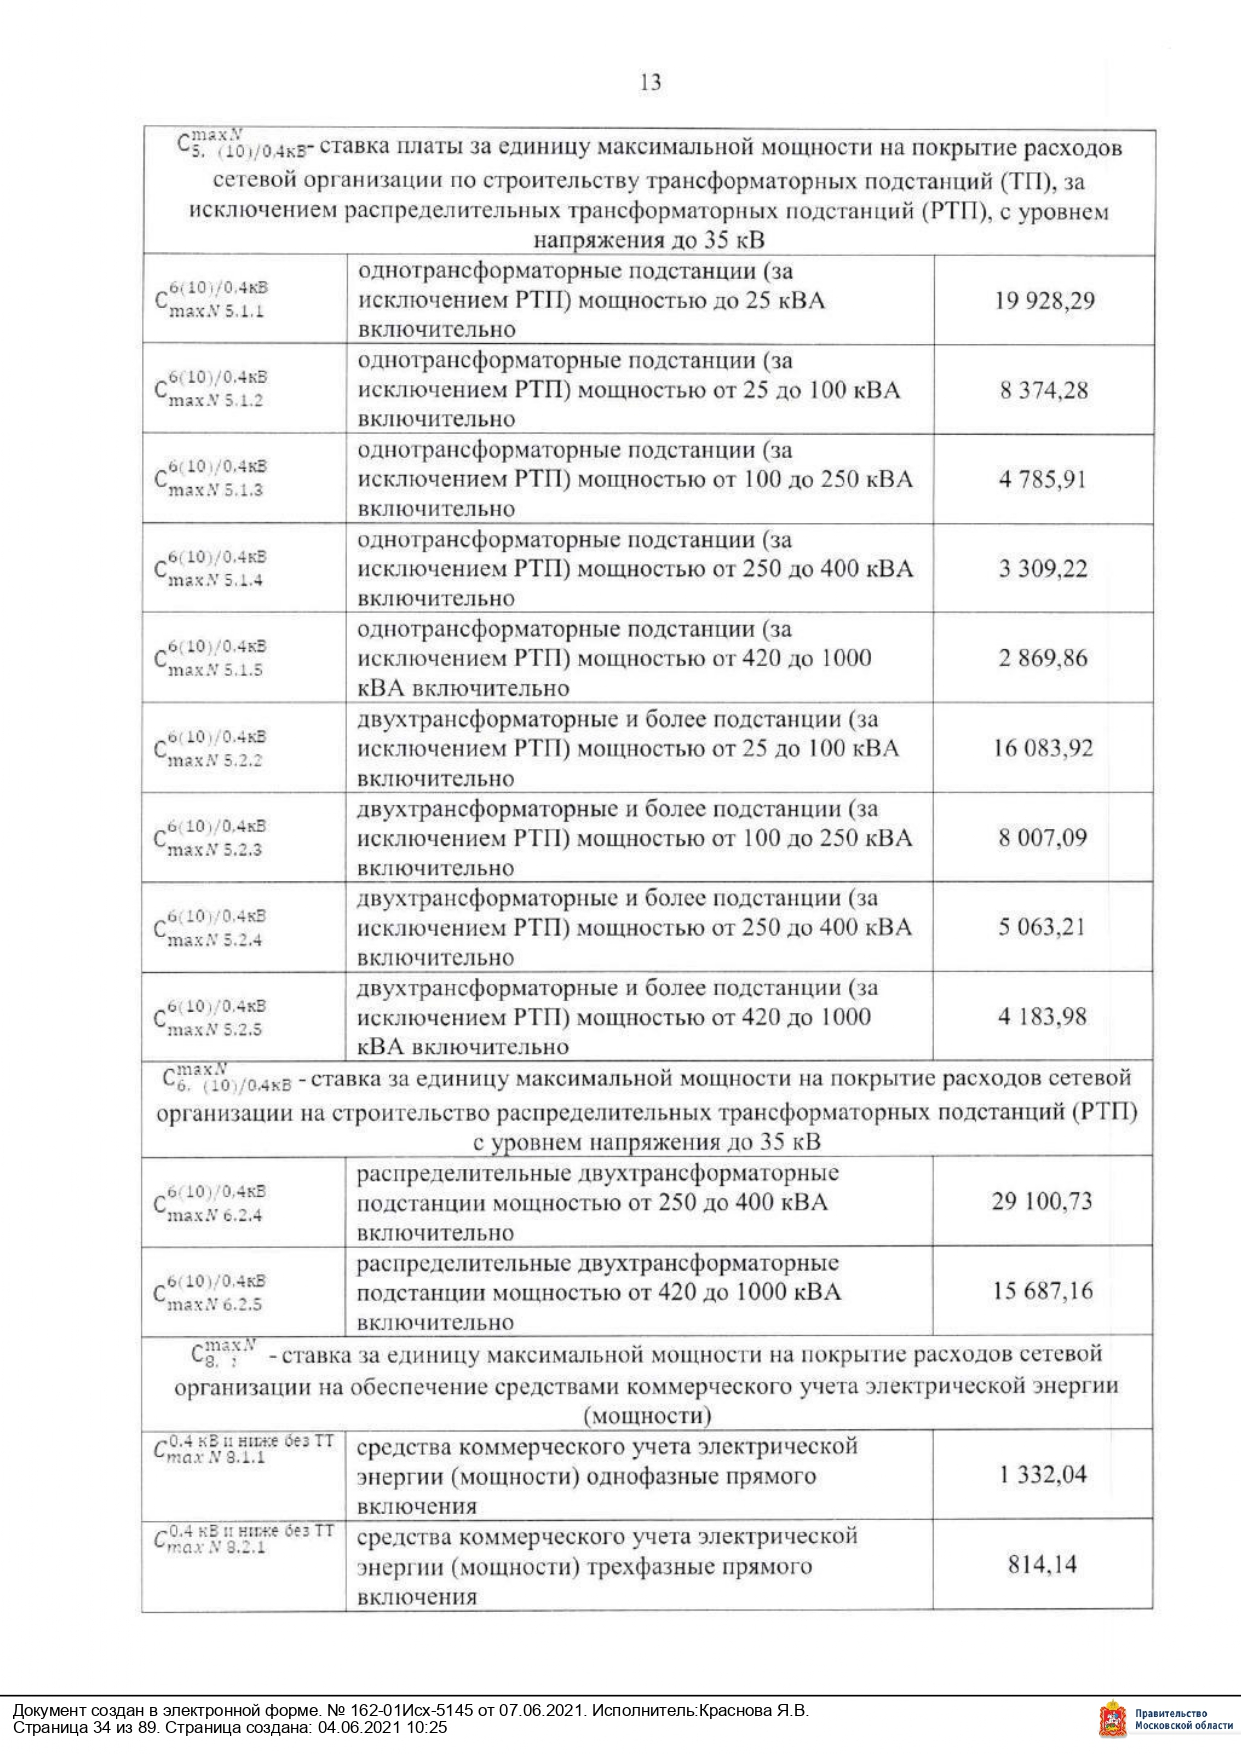 13
C 5. (10)/0,4кВ max N - ставка платы за единицу максимальной мощности на покрытие расходов
сетевой организации по строительству трансформаторных подстанций (ТП), за
исключением распределительных трансформаторных подстанций (РТП), с уровнем
напряжения до 35 кВ
C 6(10)/0,4кВ max N 5.1.1
однотрансформаторные подстанции (за
исключением РТП) мощностью до 25 кВА
включительно
19 928,29
C 6(10)/0,4кВ max N 5.1.2
однотрансформаторные подстанции (за
исключением РТП) мощностью от 25 до 100 кВА
включительно
8 374,28
C 6(10)/0,4кВ max N 5.1.3
однотрансформаторные подстанции (за
исключением РТП) мощностью от 100 до 250 кВА
включительно
4 785,91
C 6(10)/0,4кВ max N 5.1.4
однотрансформаторные подстанции (за
исключением РТП) мощностью от 250 до 400 кВА
включительно
3 309,22
C 6(10)/0,4кВ max N 5.1.5
однотрансформаторные подстанции (за
исключением РТП) мощностью от 420 до 1000
кВА включительно
2 869,86
C 6(10)/0,4кВ max N 5.2.2
двухтрансформаторные и более подстанции (за
исключением РТП) мощностью от 25 до 100 кВА
включительно
16 083,92
C 6(10)/0,4кВ max N 5.2.3
двухтрансформаторные и более подстанции (за
исключением РТП) мощностью от 100 до 250 кВА
включительно
8 007,09
C 6(10)/0,4кВ max N 5.2.4
двухтрансформаторные и более подстанции (за
исключением РТП) мощностью от 250 до 400 кВА
включительно
5 063,21
C 6(10)/0,4кВ max N 5.2.5
двухтрансформаторные и более подстанции (за
исключением РТП) мощностью от 420 до 1000
кВА включительно
4 183,98
C 6. (10)/0,4кВ max N - ставка за единицу максимальной мощности на покрытие расходов сетевой
организации на строительство распределительных трансформаторных подстанций (РТП)
с уровнем напряжения до 35 кВ
C 6(10)/0,4кВ max N 6.2.4
распределительные двухтрансформаторные
подстанции мощностью от 250 до 400 кВА
включительно
29 100,73
C 6(10)/0,4кВ max N 6.2.5
распределительные двухтрансформаторные
подстанции мощностью от 420 до 1000 кВА
включительно
15 687,16
C 8. ; max N - ставка за единицу максимальной мощности на покрытие расходов сетевой
организации на обеспечение средствами коммерческого учета электрической энергии
(мощности)
C 0.4 кВ и ниже без ТТ max N 8.1.1
средства коммерческого учета электрической
энергии (мощности) однофазные прямого
включения
1 332,04
C 0.4 кВ и ниже без ТТ max N 8.2.1
средства коммерческого учета электрической
энергии (мощности) трехфазные прямого
включения
814,14
Документ создан в электронной форме. № 162-01Исх-5145 от 07.06.2021. Исполнитель:Краснова Я.В.
Страница 34 из 89. Страница создана: 04.06.2021 10:25
Правительство
Московской области